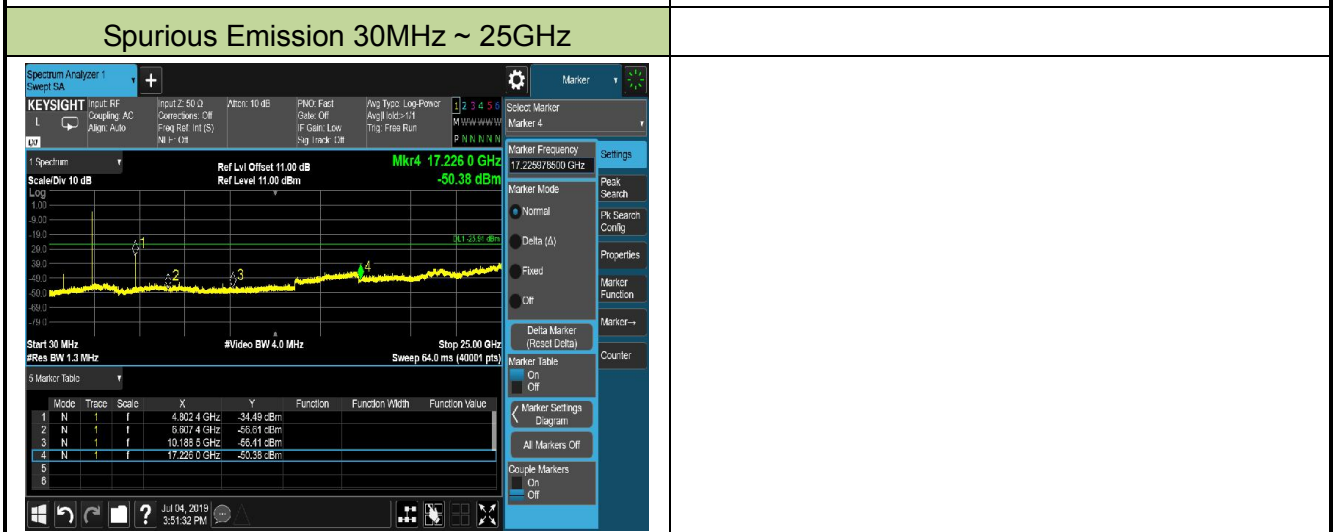 Spurious Emission 30MHz ~ 25GHz
Spectrum Analyzer 1
Swept SA
Marker
KEYSIGHT
L
LXI
Input: RF
Coupling: AC
Align: Auto
Input Z: 50 Ω
Corrections: Off
Freq Ref: Int (S)
NFE: Off
Atten: 10 dB
PNO: Fast
Gate: Off
IF Gain: Low
Sig Track: Off
Avg Type: Log-Power
Avg|Hold:>1/1
Trig: Free Run
1 2 3 4 5 6
M W W W W W
P N N N N N
Select Marker
Marker 4
1 Spectrum
Scale/Div 10 dB
Log
Ref Lvl Offset 11.00 dB
Ref Level 11.00 dBm
Mkr4 17.226 0 GHz
-50.38 dBm
1.00
-9.00
-19.0
-29.0
-39.0
-49.0
-59.0
-69.0
-79.0
1
2
3
4
Start 30 MHz
#Res BW 1.3 MHz
#Video BW 4.0 MHz
Stop 25.00 GHz
Sweep 64.0 ms (40001 pts)
5 Marker Table
Mode Trace Scale X Y Function Function Width Function Value
1 N 1 f 4.802 4 GHz -34.49 dBm
2 N 1 f 6.607 4 GHz -56.61 dBm
3 N 1 f 10.188 5 GHz -56.41 dBm
4 N 1 f 17.226 0 GHz -50.38 dBm
5
6
Marker Frequency
17.225978500 GHz
Marker Mode
Normal
Delta (Δ)
Fixed
Off
Delta Marker
(Reset Delta)
Marker Table
On
Off
Marker Settings
Diagram
All Markers Off
Couple Markers
On
Off
Settings
Peak
Search
Pk Search
Config
Properties
Marker
Function
Marker→
Counter
?
Jul 04, 2019
3:51:32 PM